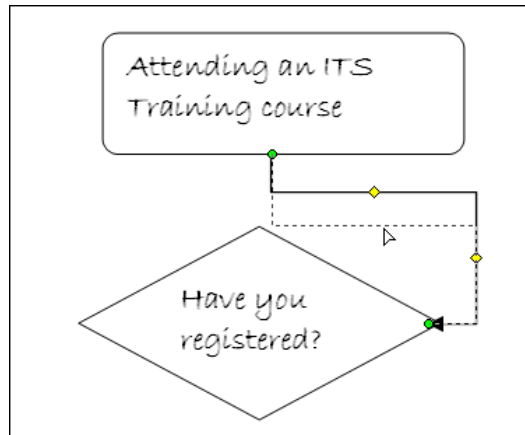 Attending an ITS
Training course
Have you
registered?